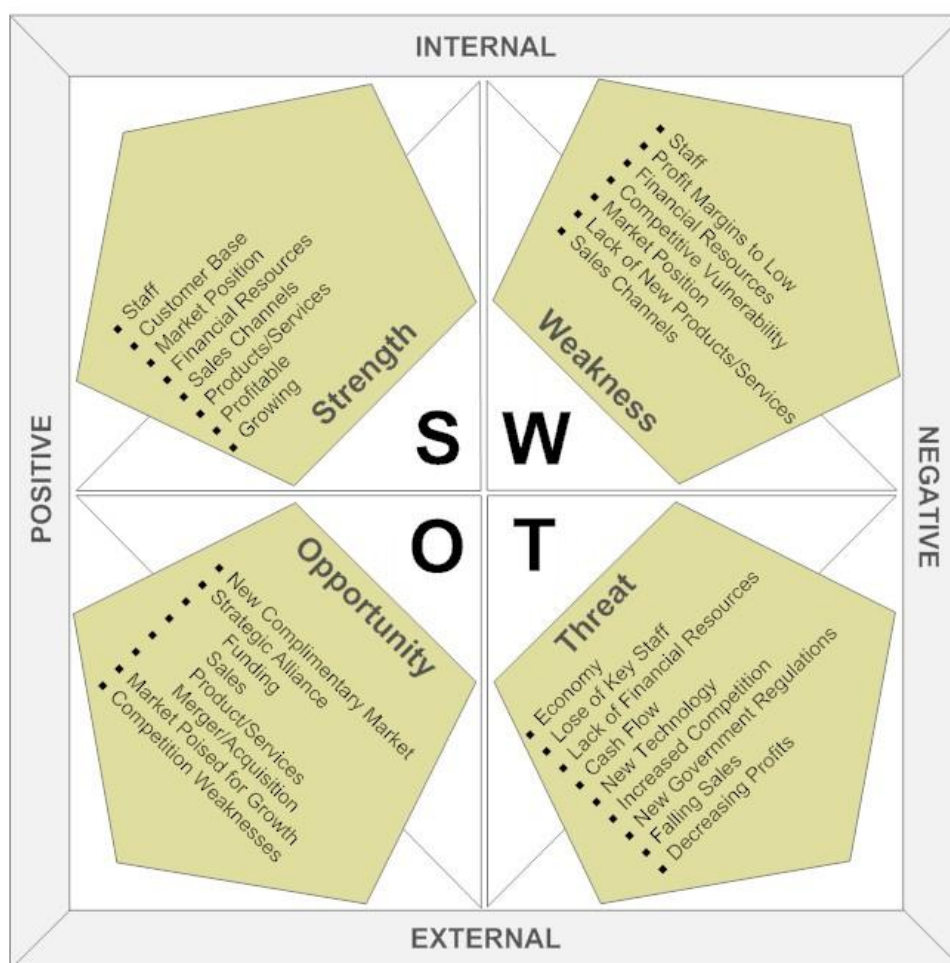 INTERNAL
POSITIVE
NEGATIVE
Staff
Customer Base
Market Position
Financial Resources
Sales Channels
Products/Services
Profitable
Growing
Strength
S
Staff
Profit Margins to Low
Financial Resources
Competitive Vulnerability
Market Position
Lack of New Products/Services
Sales Channels
Weakness
W
O
Opportunity
New Complimentary Market
Strategic Alliance
Funding
Sales
Product/Services
Merger/Acquisition
Market Poised for Growth
Competition Weaknesses
T
Threat
Economy
Lose of Key Staff
Lack of Financial Resources
Cash Flow
New Technology
Increased Competition
New Government Regulations
Falling Sales
Decreasing Profits
EXTERNAL